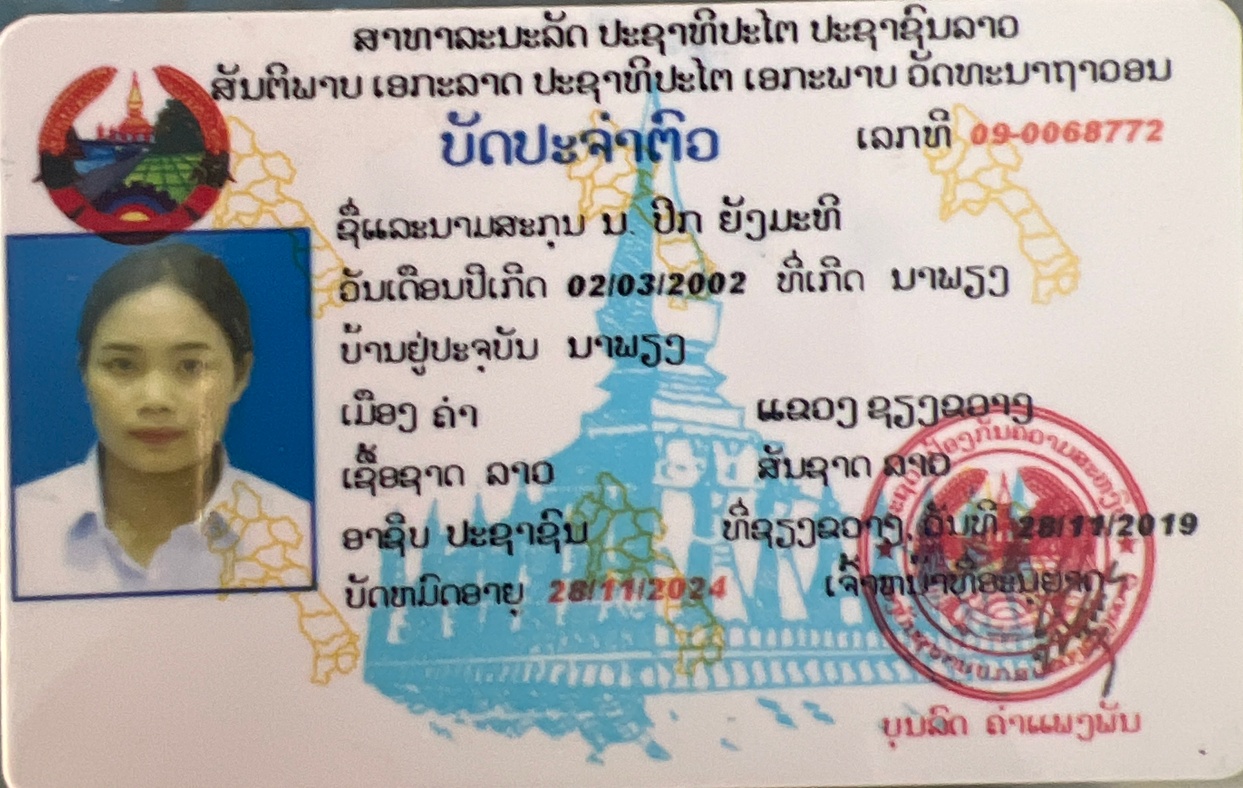 ສາທາລະນະລັດ ປະຊາທິປະໄຕ ປະຊາຊົນລາວ
ສັນຕິພາບ ເອກະລາດ ປະຊາທິປະໄຕ ເອກະພາບ ວັດທະນາຖາວອນ
ບັດປະຈຳຕົວ
ເລກທີ 09-0068772
ຊື່ແລະນາມສະກຸນ ນ. ປິກ ຍັງມະທິ
ວັນເດືອນປີເກີດ 02/03/2002 ທີ່ເກີດ ນາພຽງ
ບ້ານຢູ່ປະຈຸບັນ ນາພຽງ
ເມືອງ ຄຳ ແຂວງ ຊຽງຂວາງ
ເຊື້ອຊາດ ລາວ ສັນຊາດ ລາວ
ອາຊີບ ປະຊາຊົນ ທີ່ຊຽງຂວາງ, ວັນທີ 28/11/2019
ບັດຫມົດອາຍຸ 28/11/2024 ເຈົ້າຫນ້າທີ່ອະນຸຍາດ
ບຸນລົດ ຄຳແພງພັນ